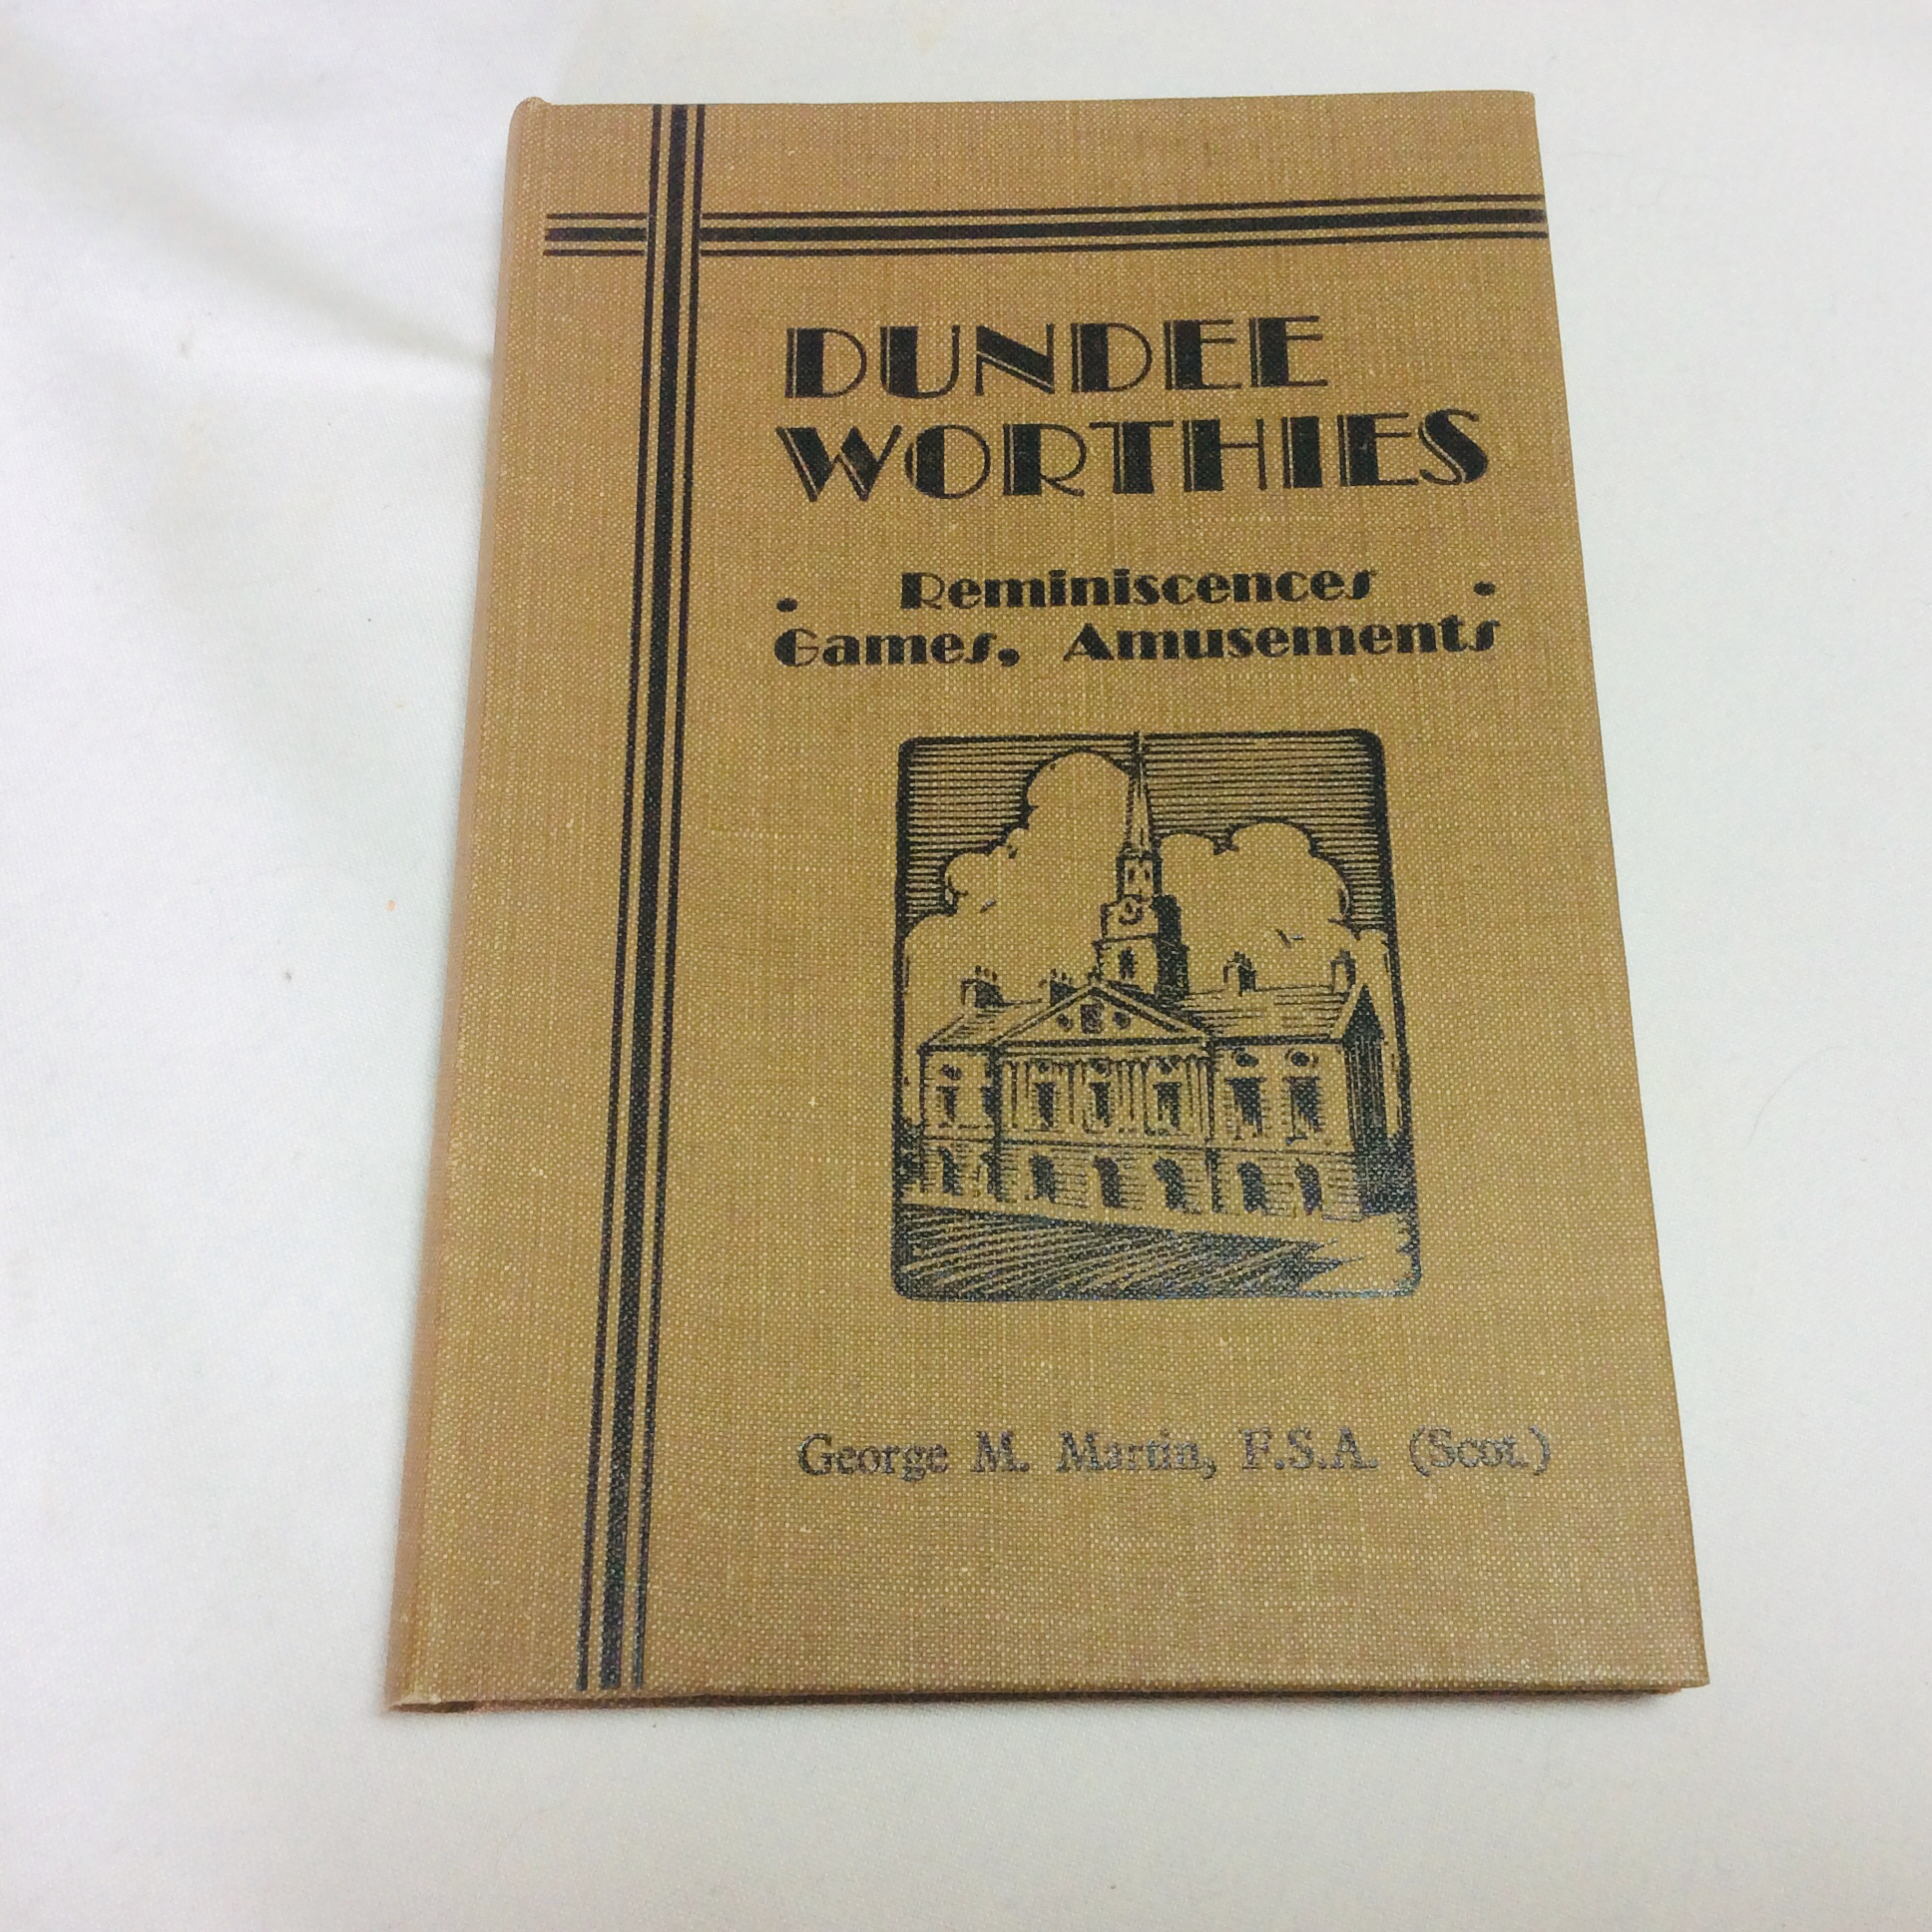 DUNDEE
WORTHIES
. Reminiscences .
Games, Amusements
George M. Martin, F.S.A. (Scot.)